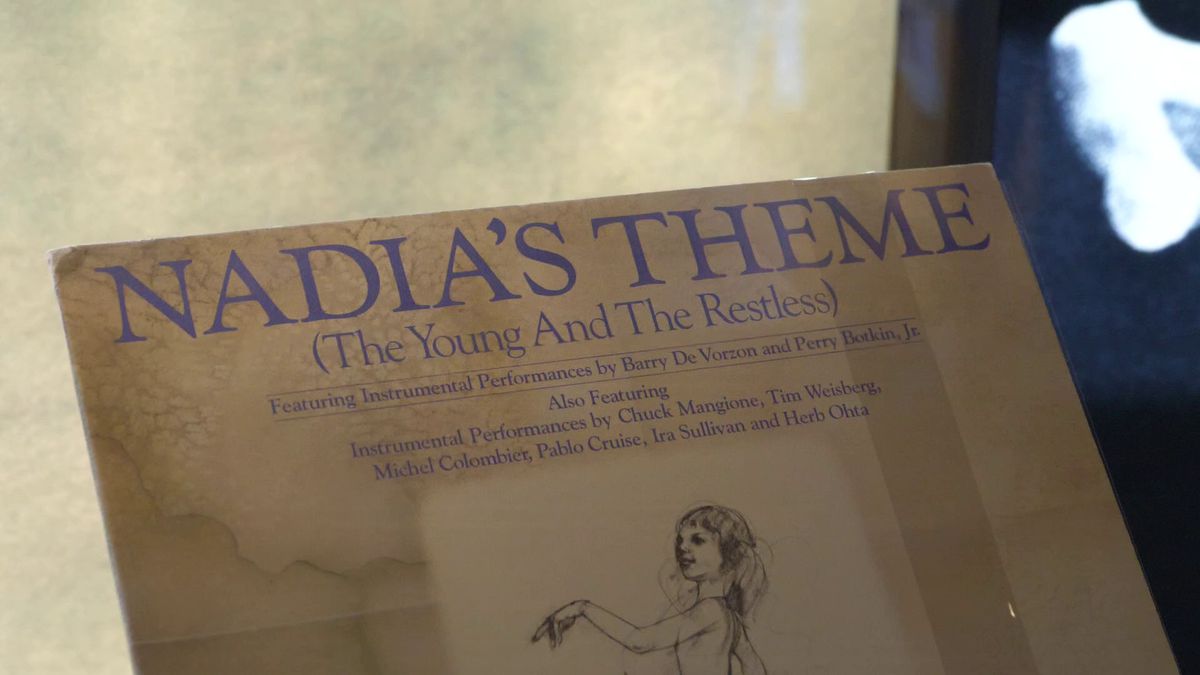 NADIA'S THEME
(The Young And The Restless)
Featuring Instrumental Performances by Barry De Vorzon and Perry Botkin, Jr.
Also Featuring
Instrumental Performances by Chuck Mangione, Tim Weisberg,
Michel Colombier, Pablo Cruise, Ira Sullivan and Herb Ohta